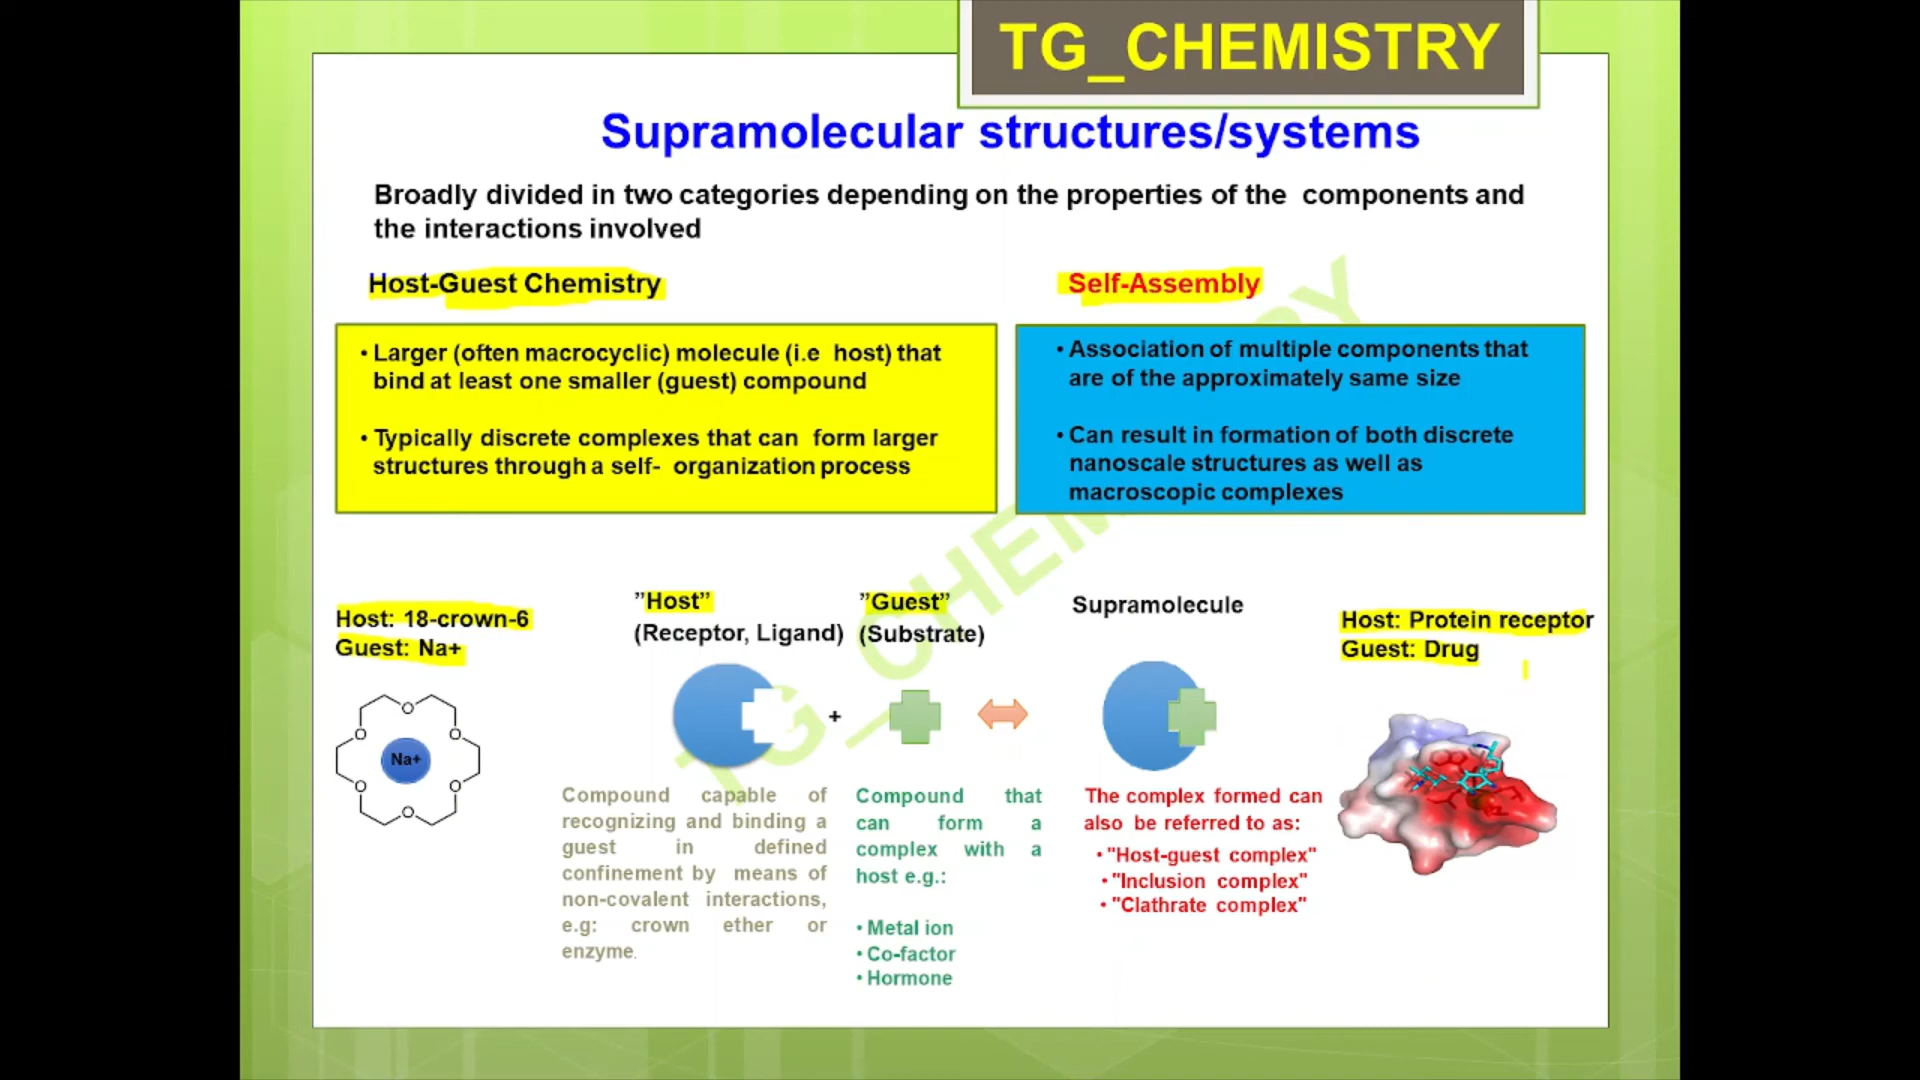 TG_CHEMISTRY
Supramolecular structures/systems
Broadly divided in two categories depending on the properties of the components and
the interactions involved
Host-Guest Chemistry
Self-Assembly
• Larger (often macrocyclic) molecule (i.e host) that
bind at least one smaller (guest) compound
• Typically discrete complexes that can form larger
structures through a self- organization process
• Association of multiple components that
are of the approximately same size
• Can result in formation of both discrete
nanoscale structures as well as
macroscopic complexes
Host: 18-crown-6
Guest: Na+
O
O
O
Na+
O
O
O
”Host”
(Receptor, Ligand)
+
Compound capable of
recognizing and binding a
guest in defined
confinement by means of
non-covalent interactions,
e.g: crown ether or
enzyme.
”Guest”
(Substrate)
Compound that
can form a
complex with a
host e.g.:
• Metal ion
• Co-factor
• Hormone
Supramolecule
The complex formed can
also be referred to as:
• "Host-guest complex"
• "Inclusion complex"
• "Clathrate complex"
Host: Protein receptor
Guest: Drug
TG_CHEMISTRY